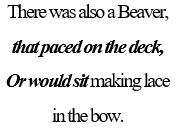 There was also a Beaver,
that paced on the deck,
Or would sit making lace
in the bow.